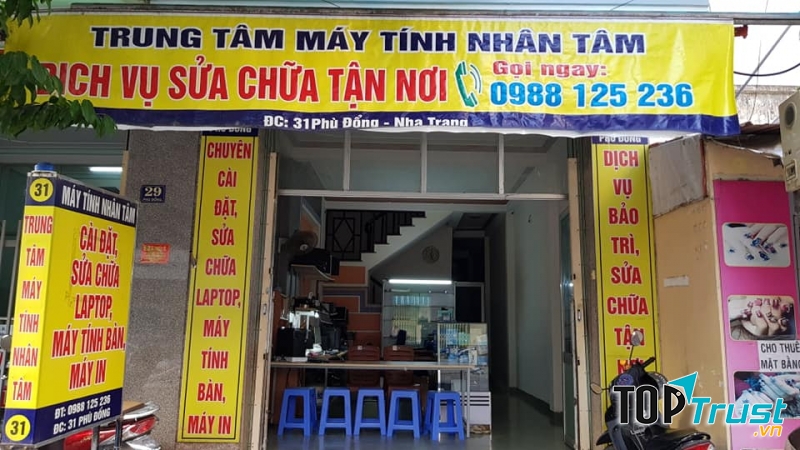 TRUNG TÂM MÁY TÍNH NHÂN TÂM
DỊCH VỤ SỬA CHỮA TẬN NƠI
Gọi ngay:
0988 125 236
ĐC: 31Phù Đổng - Nha Trang
31
MÁY TÍNH NHÂN TÂM
TRUNG
TÂM
MÁY
TÍNH
NHÂN
TÂM
31
CÀI ĐẶT,
SỬA CHỮA
LAPTOP,
MÁY TÍNH BÀN,
MÁY IN
ĐT: 0988 125 236
ĐC: 31 PHÙ ĐỔNG
29
PHÙ ĐỔNG
CHUYÊN
CÀI
ĐẶT,
SỬA
CHỮA
LAPTOP,
MÁY
TÍNH
BÀN,
MÁY IN
PHÙ ĐỔNG
DỊCH
VỤ
BẢO
TRÌ,
SỬA
CHỮA
TẬN
CHO THUÊ
MẶT BẰNG
TOPTrust
.vn